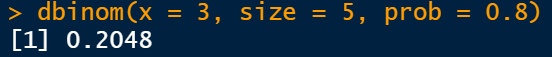 > dbinom(x = 3, size = 5, prob = 0.8)
[1] 0.2048